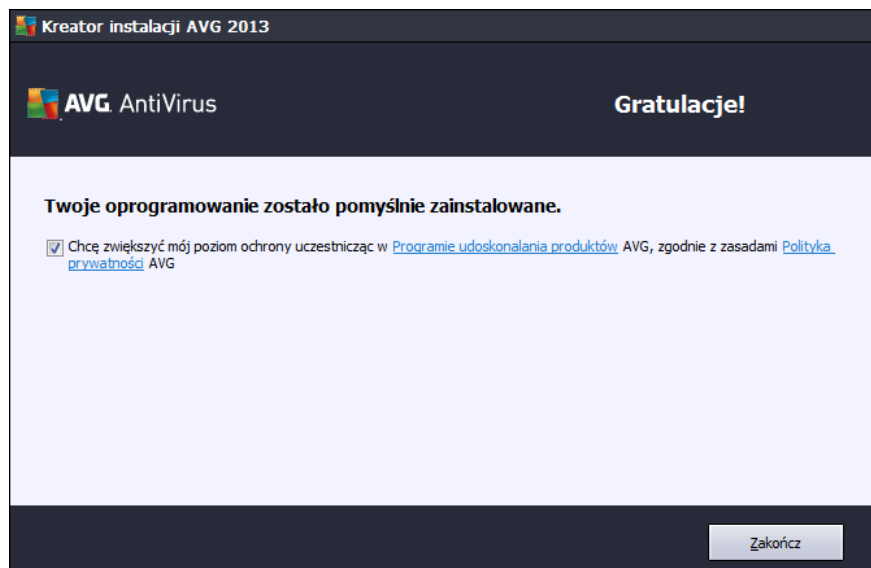 Kreator instalacji AVG 2013
AVG. AntiVirus
Gratulacje!
Twoje oprogramowanie zostało pomyślnie zainstalowane.
Chcę zwiększyć mój poziom ochrony uczestnicząc w Programie udoskonalania produktów AVG, zgodnie z zasadami Polityka
prywatności AVG
Zakończ